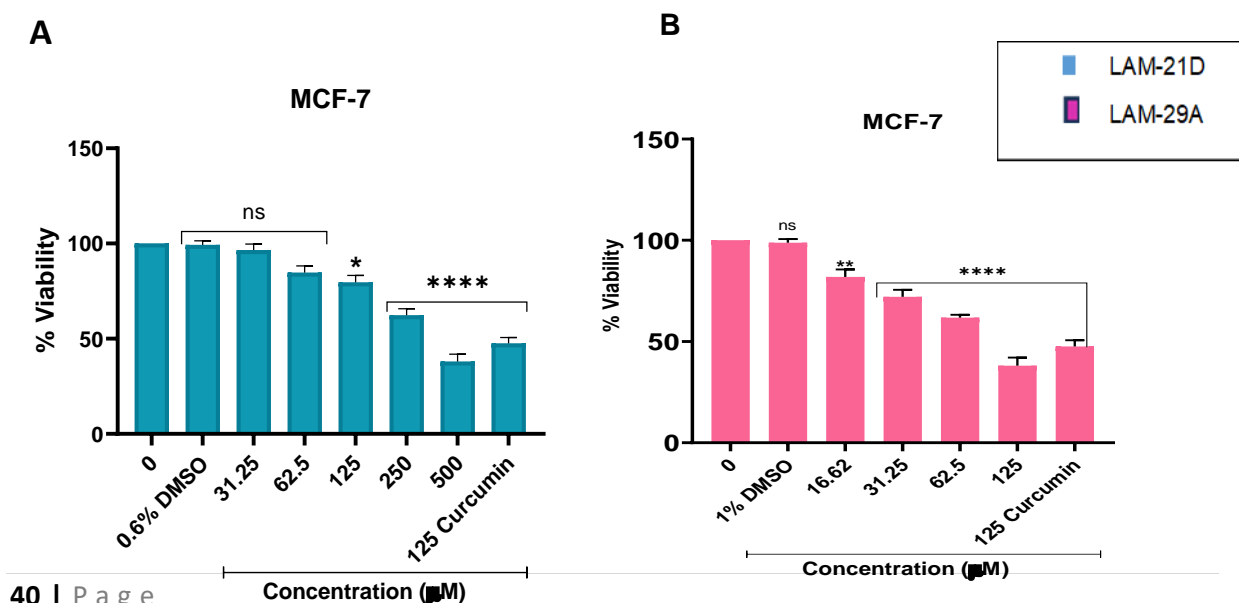 A
MCF-7
% Viability
150
100
50
0
ns
*
****
0
0.6% DMSO
31.25
62.5
125
250
500
125 Curcumin
Concentration (µM)
B
LAM-21D
LAM-29A
MCF-7
% Viability
150
100
50
0
ns
**
****
0
1% DMSO
16.62
31.25
62.5
125
125 Curcumin
Concentration (µM)
40 | Page